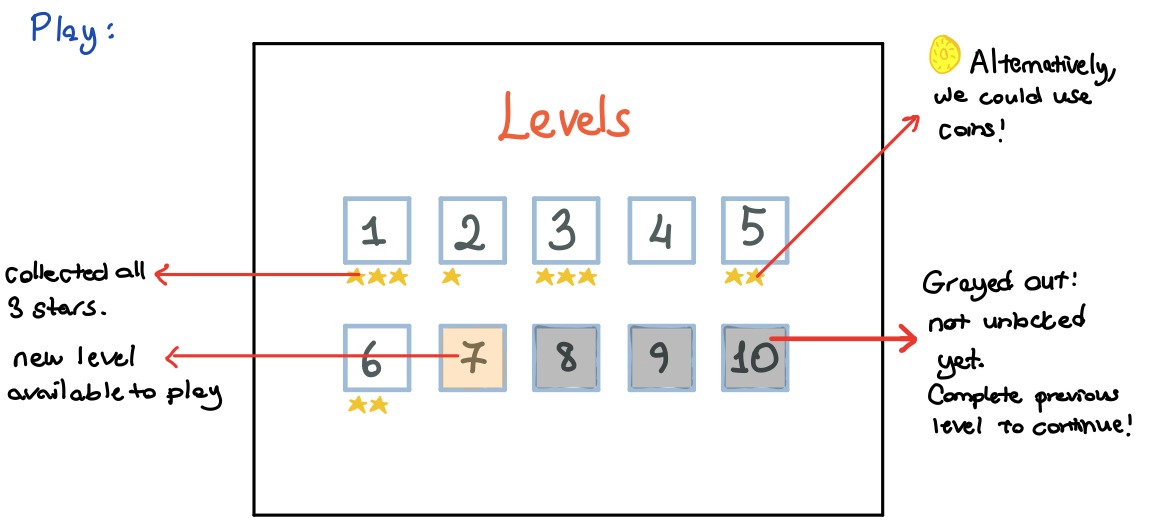 Play:
Levels
1 2 3 4 5
6 7 8 9 10
collected all
3 stars.
new level
available to play
Alternatively,
we could use
coins!
Grayed out:
not unlocked
yet.
Complete previous
level to continue!